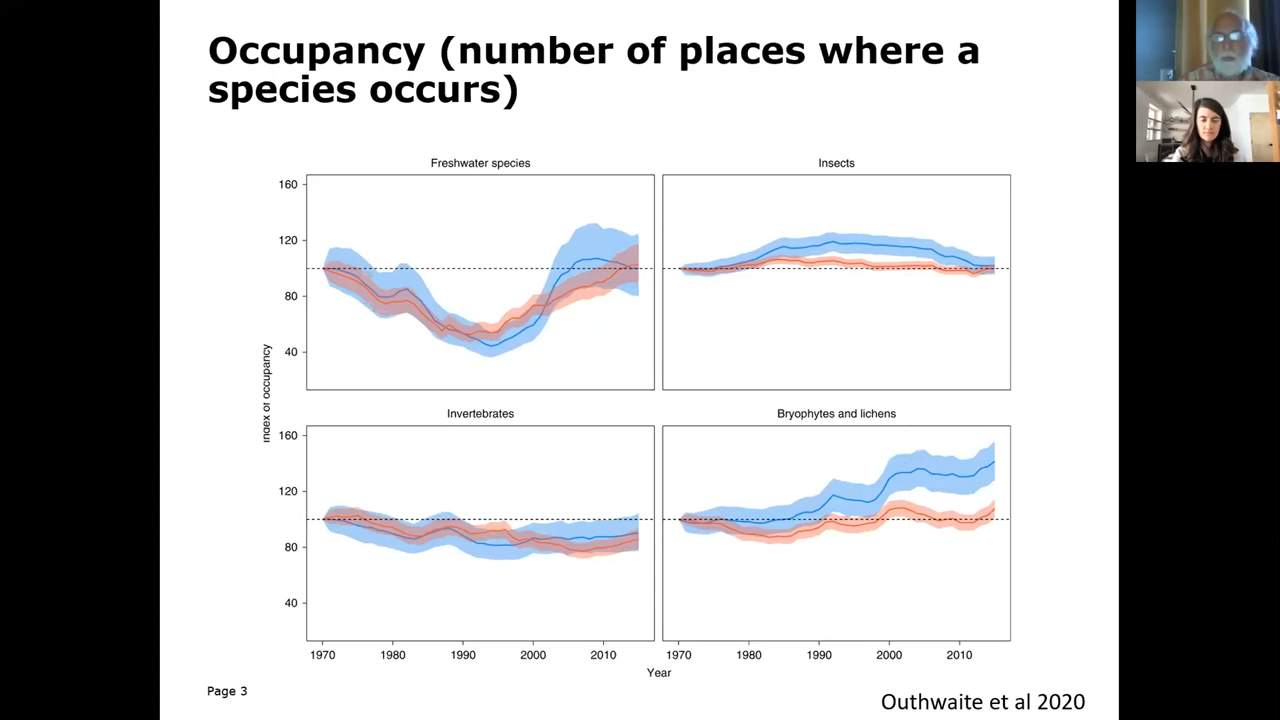 Occupancy (number of places where a
species occurs)
Freshwater species
Insects
160
120
80
40
Index of occupancy
Invertebrates
Bryophytes and lichens
160
120
80
40
1970 1980 1990 2000 2010
1970 1980 1990 2000 2010
Year
Page 3
Outhwaite et al 2020